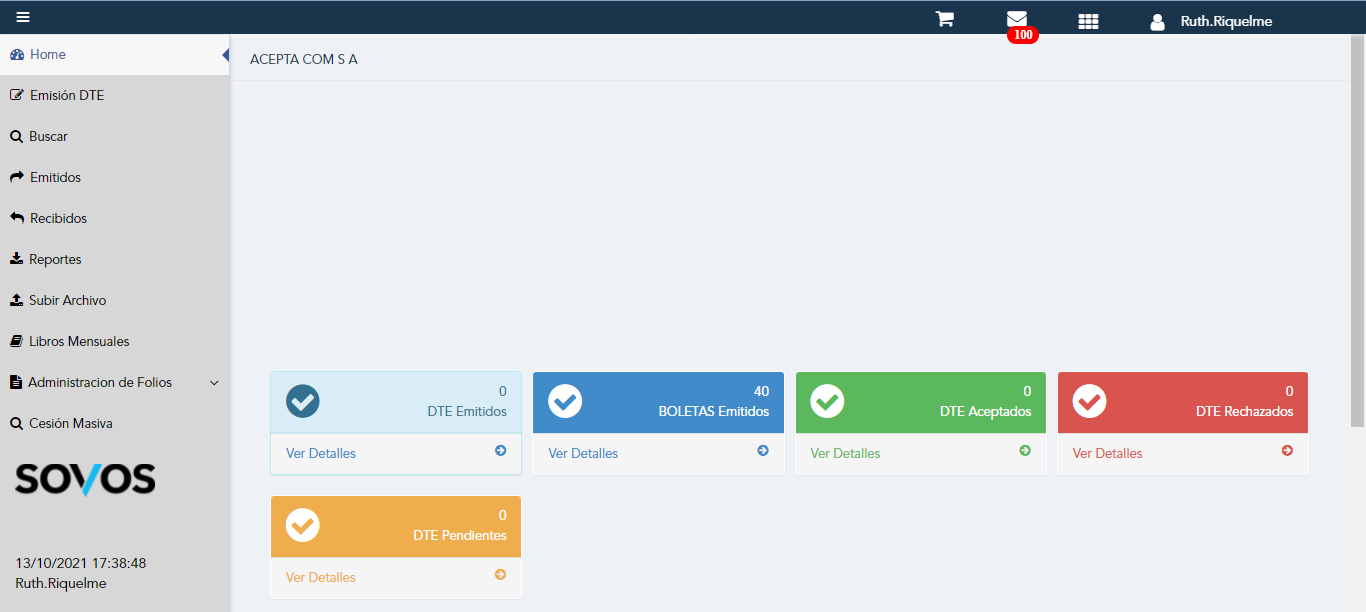 100
Ruth.Riquelme
Home
Emisión DTE
Buscar
Emitidos
Recibidos
Reportes
Subir Archivo
Libros Mensuales
Administracion de Folios
Cesión Masiva
SOVOS
13/10/2021 17:38:48
Ruth.Riquelme
ACEPTA COM S A
0
DTE Emitidos
Ver Detalles
40
BOLETAS Emitidos
Ver Detalles
0
DTE Aceptados
Ver Detalles
0
DTE Rechazados
Ver Detalles
0
DTE Pendientes
Ver Detalles